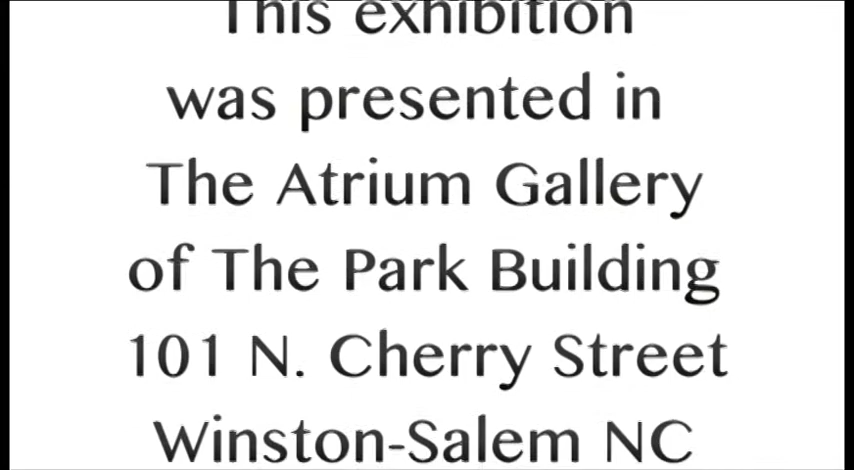 This exhibition
was presented in
The Atrium Gallery
of The Park Building
101 N. Cherry Street
Winston-Salem NC